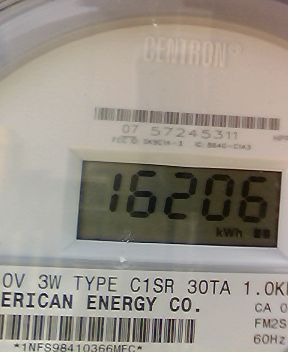 CENTRON®
07 57245311
16206
kWh
0V 3W TYPE C1SR 30TA 1.0K
ERICAN ENERGY CO.
CA 0
FM2S
60Hz
*1NFS98410366MFC*